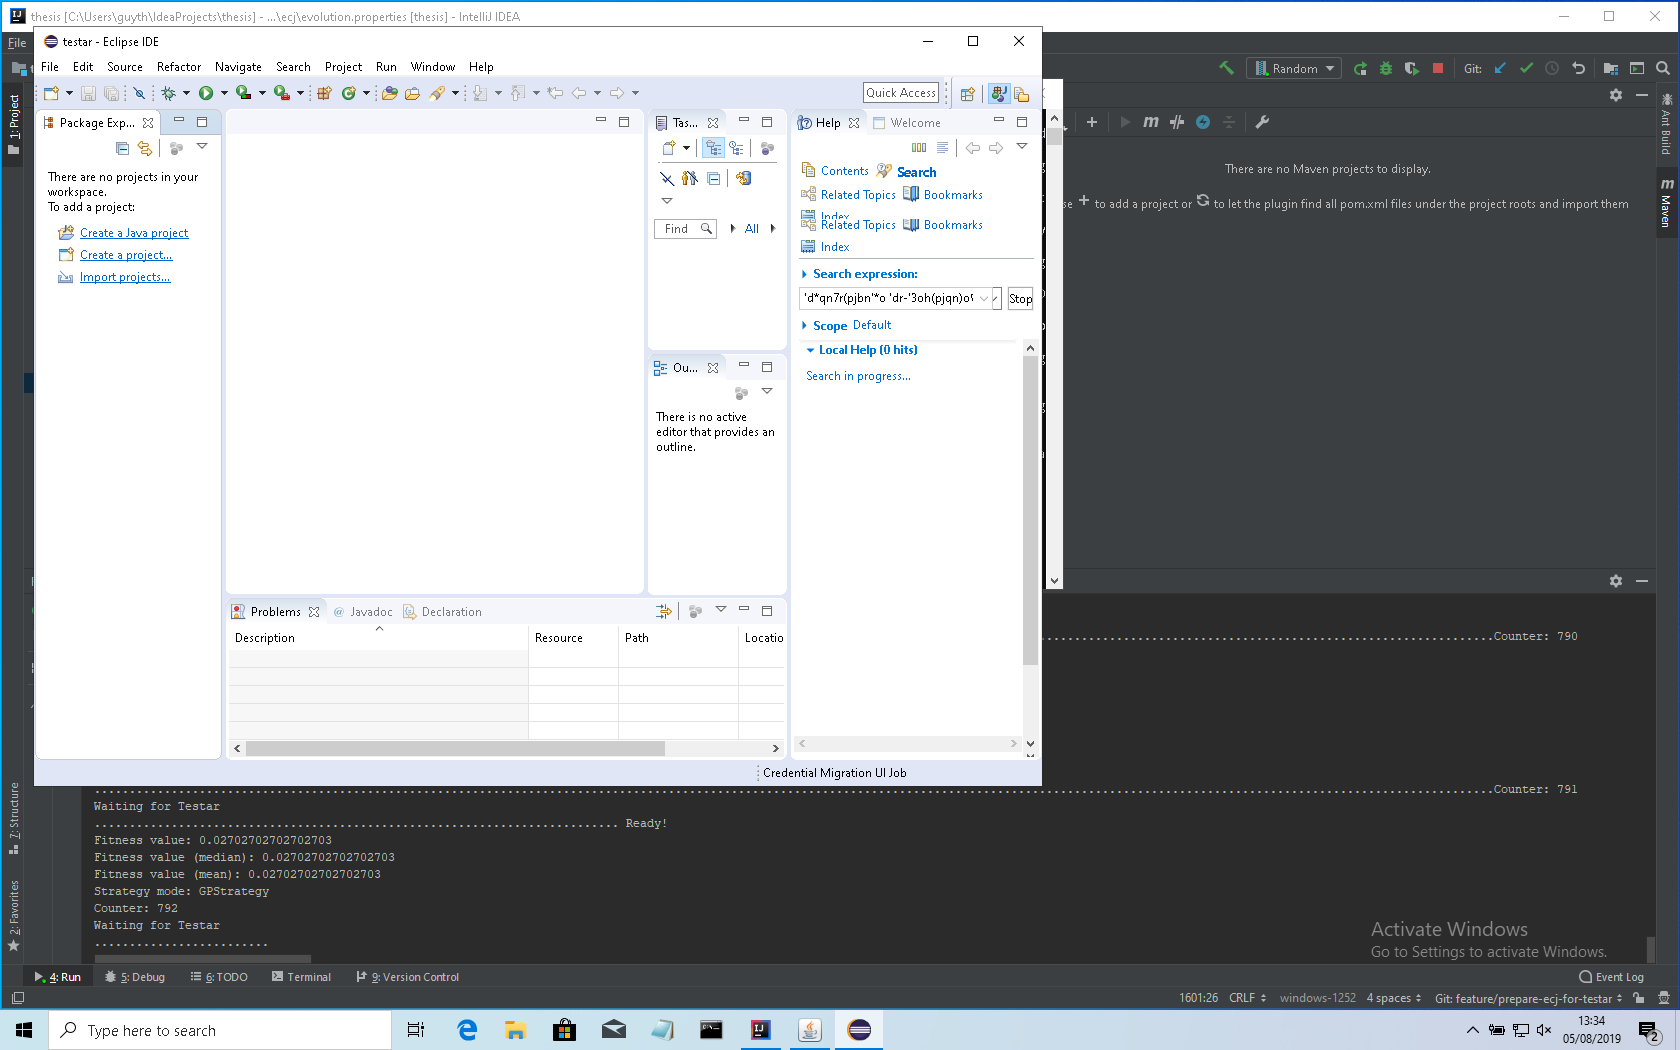 thesis [C:\Users\guyth\IdeaProjects\thesis] - ...\ecj\evolution.properties [thesis] - IntelliJ IDEA
File
testar - Eclipse IDE
File Edit Source Refactor Navigate Search Project Run Window Help
Random
Git:
Quick Access
1: Project
Package Exp...
There are no projects in your
workspace.
To add a project:
Create a Java project
Create a project...
Import projects...
Tas...
Find
All
Ou...
There is no active
editor that provides an
outline.
Help
Welcome
Contents
Search
Related Topics
Bookmarks
Index
Related Topics
Bookmarks
Index
Search expression:
Stop
Scope Default
Local Help (0 hits)
Search in progress...
Problems
@ Javadoc
Declaration
Description
Resource
Path
Locatio
Credential Migration UI Job
m
There are no Maven projects to display.
se + to add a project or to let the plugin find all pom.xml files under the project roots and import them
Ant Build
m Maven
Counter: 790
Counter: 791
Waiting for Testar
Ready!
Fitness value: 0.02702702702702703
Fitness value (median): 0.02702702702702703
Fitness value (mean): 0.02702702702702703
Strategy mode: GPStrategy
Counter: 792
Waiting for Testar
........................
7: Structure
2: Favorites
Activate Windows
Go to Settings to activate Windows.
4: Run
5: Debug
6: TODO
Terminal
9: Version Control
Event Log
1601:26 CRLF windows-1252 4 spaces Git: feature/prepare-ecj-for-testar
Type here to search
13:34
05/08/2019
2